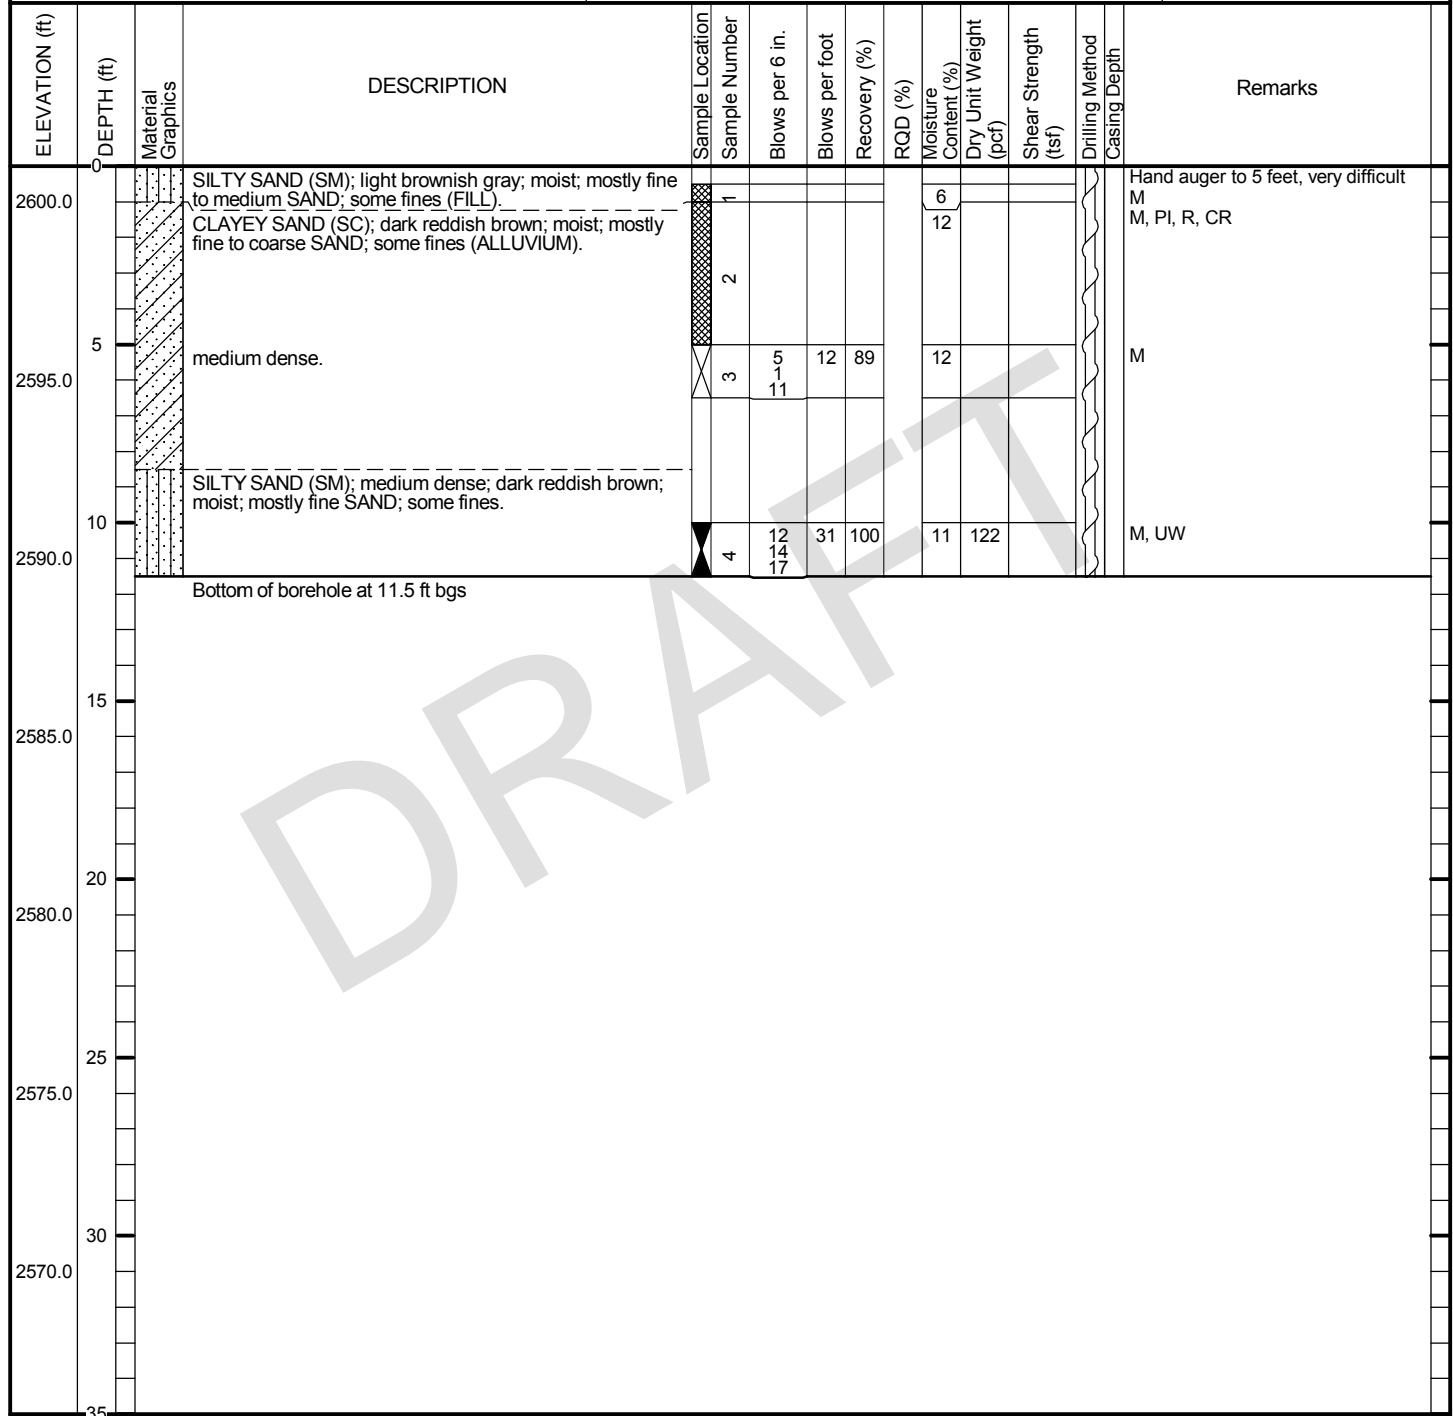 ELEVATION (ft)
DEPTH (ft)
Material
Graphics
DESCRIPTION
Sample Location
Sample Number
Blows per 6 in.
Blows per foot
Recovery (%)
RQD (%)
Moisture
Content (%)
Dry Unit Weight
(pcf)
Shear Strength
(tsf)
Drilling Method
Casing Depth
Remarks
0
SILTY SAND (SM); light brownish gray; moist; mostly fine
to medium SAND; some fines (FILL).
1
6
Hand auger to 5 feet, very difficult
M
2600.0
CLAYEY SAND (SC); dark reddish brown; moist; mostly
fine to coarse SAND; some fines (ALLUVIUM).
2
12
M, PI, R, CR
5
medium dense.
3
5
1
11
12
89
12
M
2595.0
SILTY SAND (SM); medium dense; dark reddish brown;
moist; mostly fine SAND; some fines.
10
4
12
14
17
31
100
11
122
M, UW
2590.0
Bottom of borehole at 11.5 ft bgs
15
2585.0
20
2580.0
25
2575.0
30
2570.0
35
DRAFT